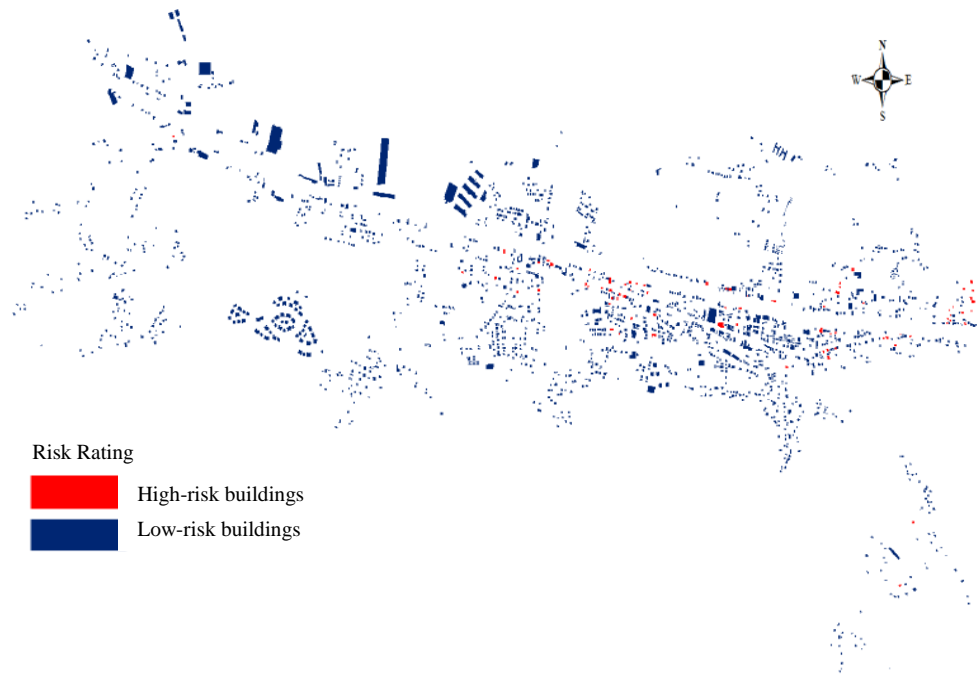 N
W E
S
Risk Rating
High-risk buildings
Low-risk buildings